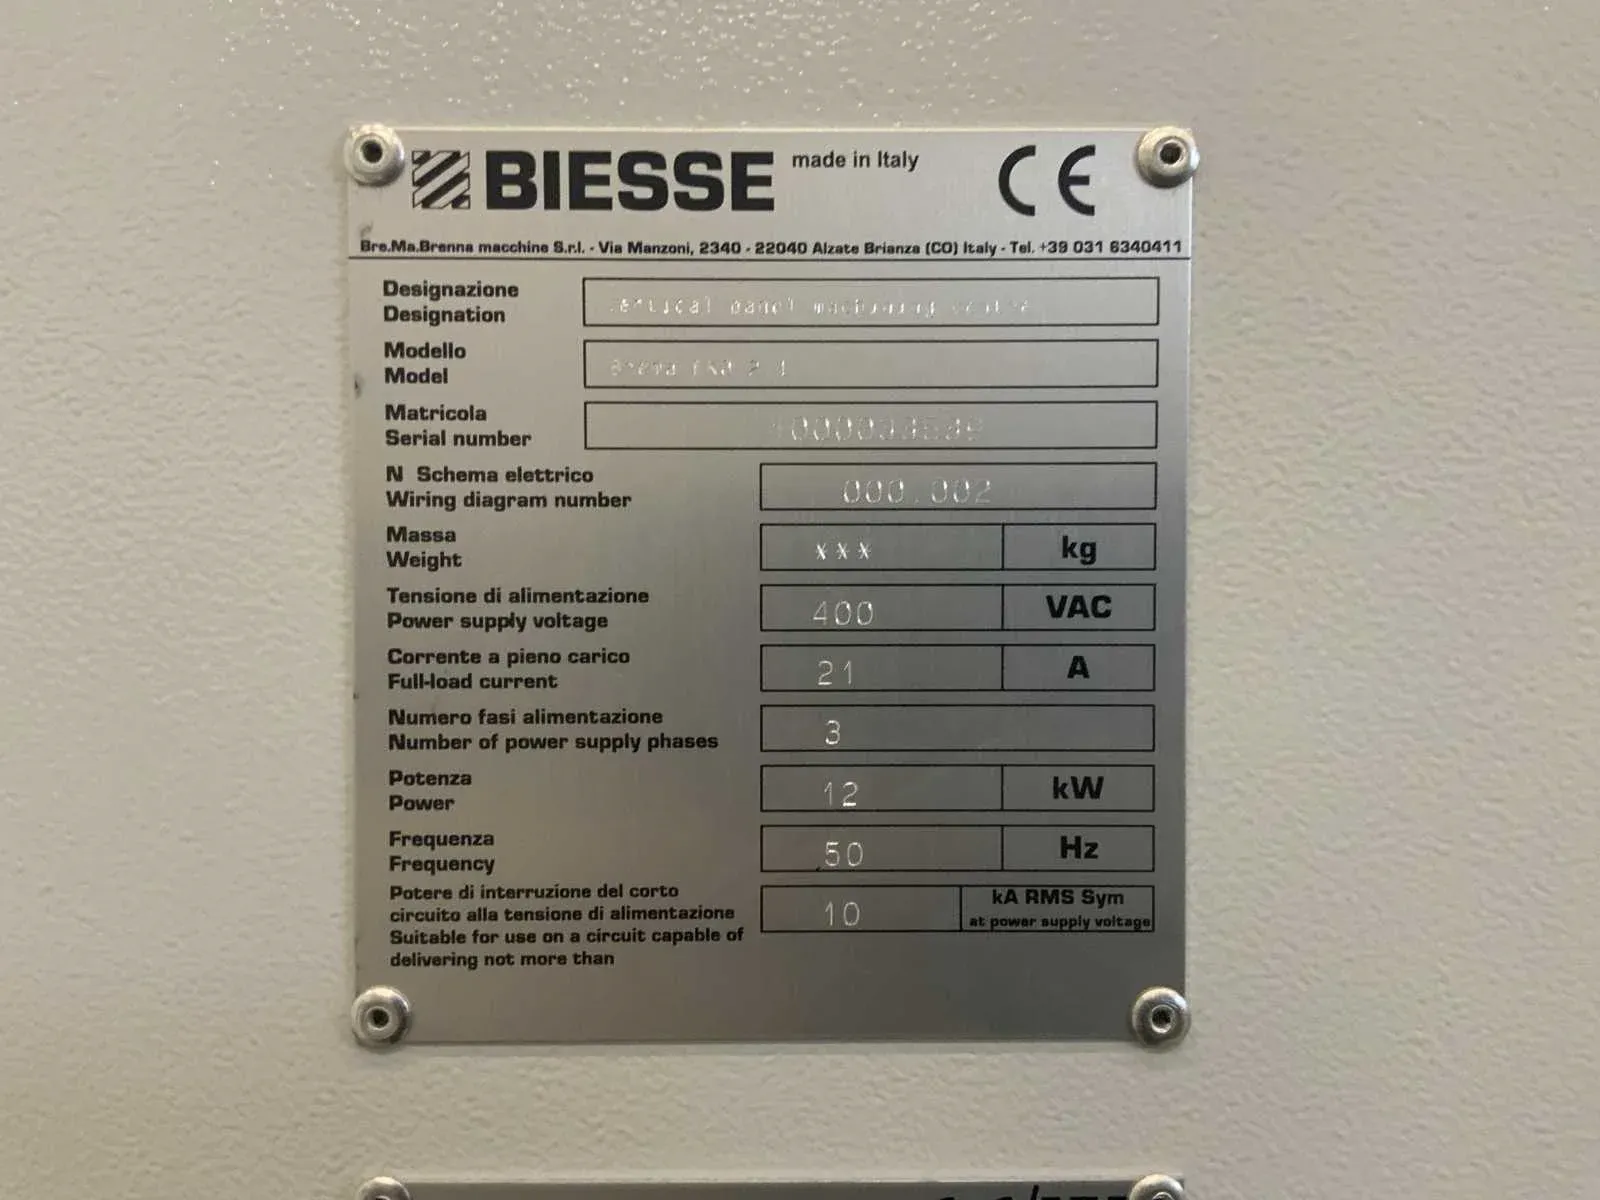 BIESSE made in Italy CE
Bre.Ma.Brenna macchine S.r.l. - Via Manzoni, 2340 - 22040 Alzate Brianza (CO) Italy - Tel. +39 031 6340411
Designazione
Designation
vertical panel machining centre
Modello
Model
Brema
Matricola
Serial number
N Schema elettrico
Wiring diagram number
000.002
Massa
Weight
*** kg
Tensione di alimentazione
Power supply voltage
400 VAC
Corrente a pieno carico
Full-load current
21 A
Numero fasi alimentazione
Number of power supply phases
3
Potenza
Power
12 kW
Frequenza
Frequency
50 Hz
Potere di interruzione del corto
circuito alla tensione di alimentazione
Suitable for use on a circuit capable of
delivering not more than
10 kA RMS Sym
at power supply voltage